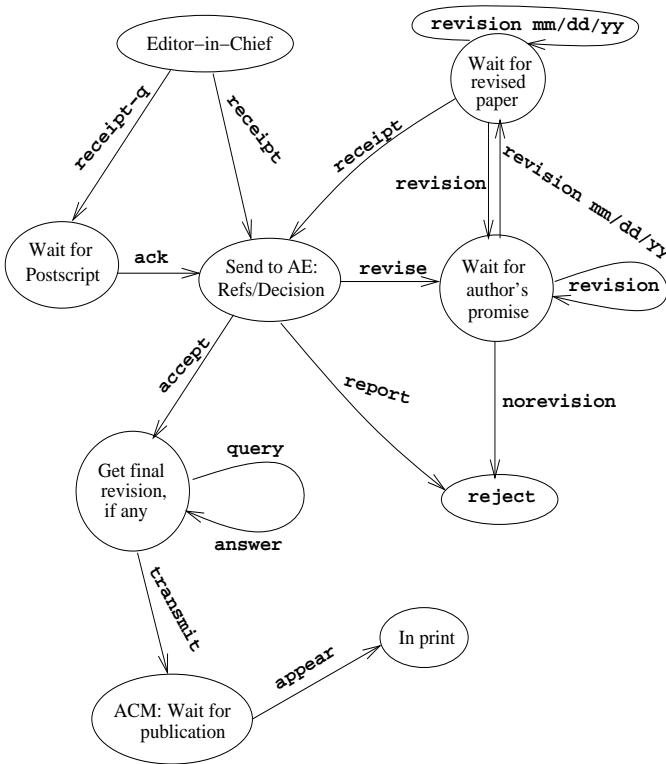 revision mm/dd/yy
Editor–in–Chief
Wait for
revised
paper
receipt-q
receipt
receipt
revision
revision mm/dd/yy
Wait for
Postscript
ack
Send to AE:
Refs/Decision
revise
Wait for
author's
promise
revision
accept
report
norevision
Get final
revision,
if any
query
answer
reject
transmit
appear
In print
ACM: Wait for
publication